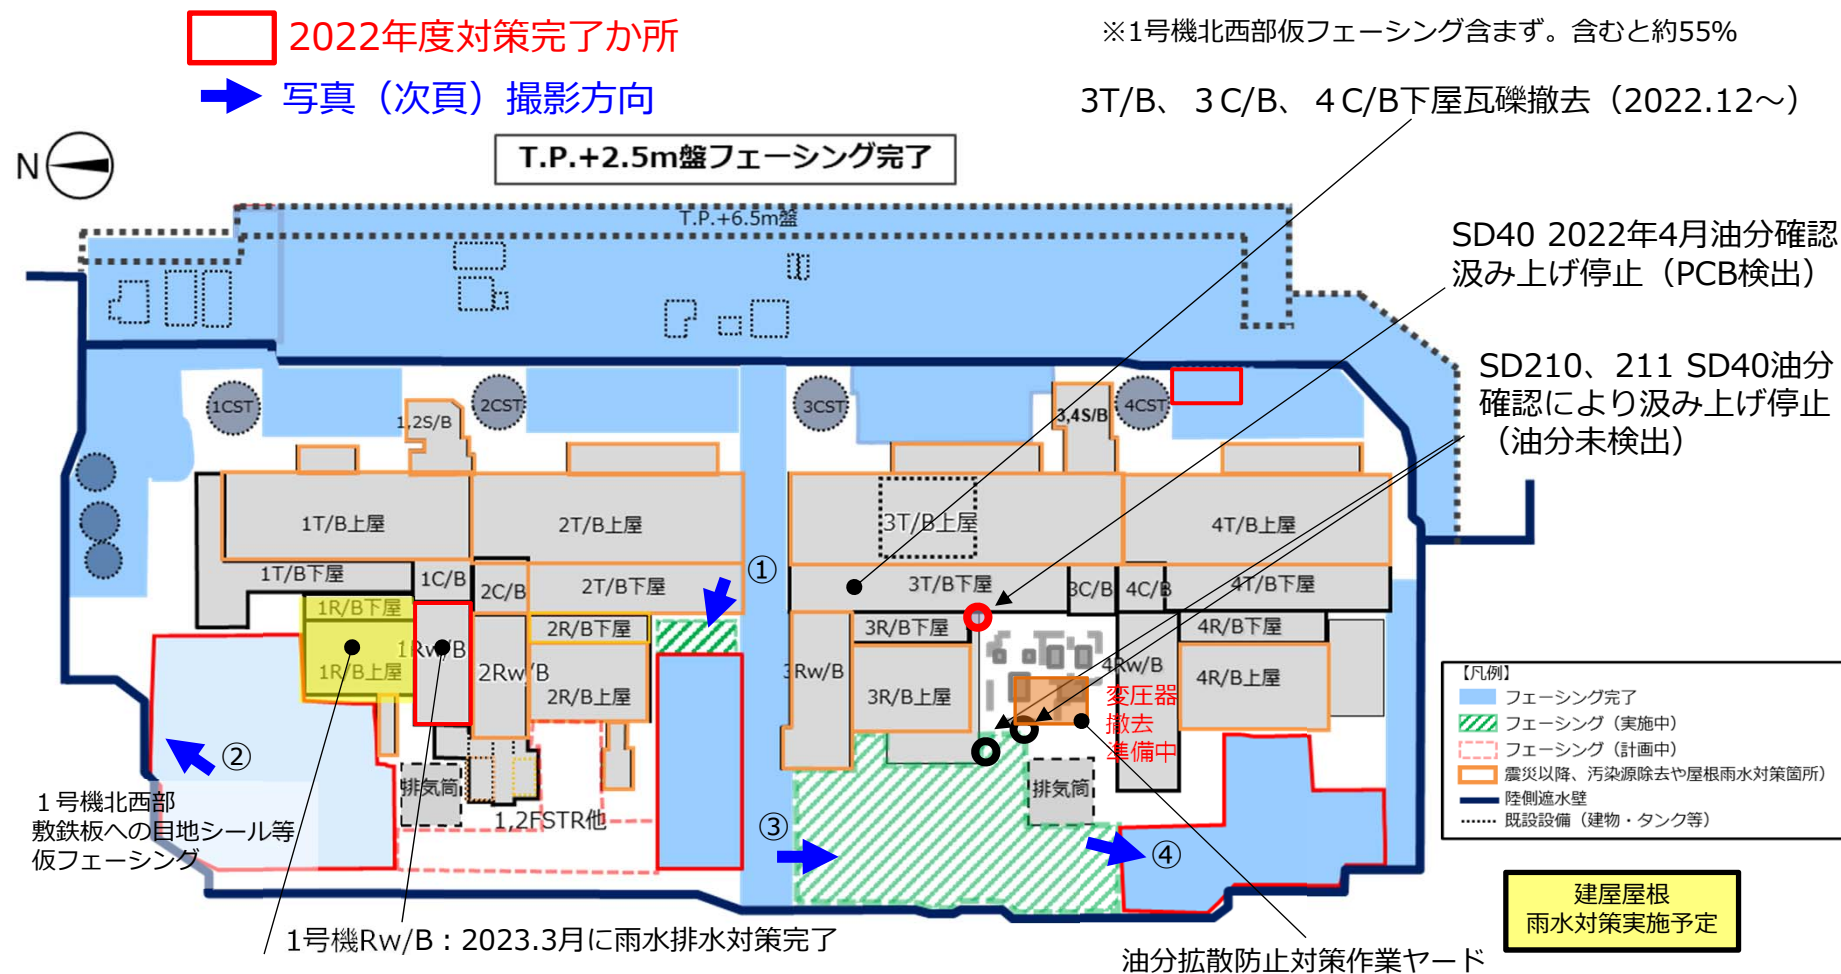 2022年度対策完了か所
写真（次頁）撮影方向
※1号機北西部仮フェーシング含まず。含むと約55%
3T/B、３C/B、４C/B下屋瓦礫撤去（2022.12～）
N
T.P.+2.5m盤フェーシング完了
T.P.+6.5m盤
SD40 2022年4月油分確認
汲み上げ停止（PCB検出）
SD210、211 SD40油分
確認により汲み上げ停止
（油分未検出）
1CST
1,2S/B
2CST
3CST
3,4S/B
4CST
1T/B上屋
2T/B上屋
3T/B上屋
4T/B上屋
1T/B下屋
1C/B
2C/B
2T/B下屋
①
3T/B下屋
3C/B
4C/B
4T/B下屋
1R/B下屋
1Rw/B
1R/B上屋
2R/B下屋
2Rw/B
2R/B上屋
3R/B下屋
3Rw/B
3R/B上屋
4Rw/B
4R/B下屋
4R/B上屋
変圧器
撤去
準備中
②
排気筒
1,2FSTR他
③
排気筒
④
１号機北西部
敷鉄板への目地シール等
仮フェーシング
【凡例】
フェーシング完了
フェーシング（実施中）
フェーシング（計画中）
震災以降、汚染源除去や屋根雨水対策箇所）
陸側遮水壁
既設設備（建物・タンク等）
建屋屋根
雨水対策実施予定
1号機Rw/B：2023.3月に雨水排水対策完了
油分拡散防止対策作業ヤード